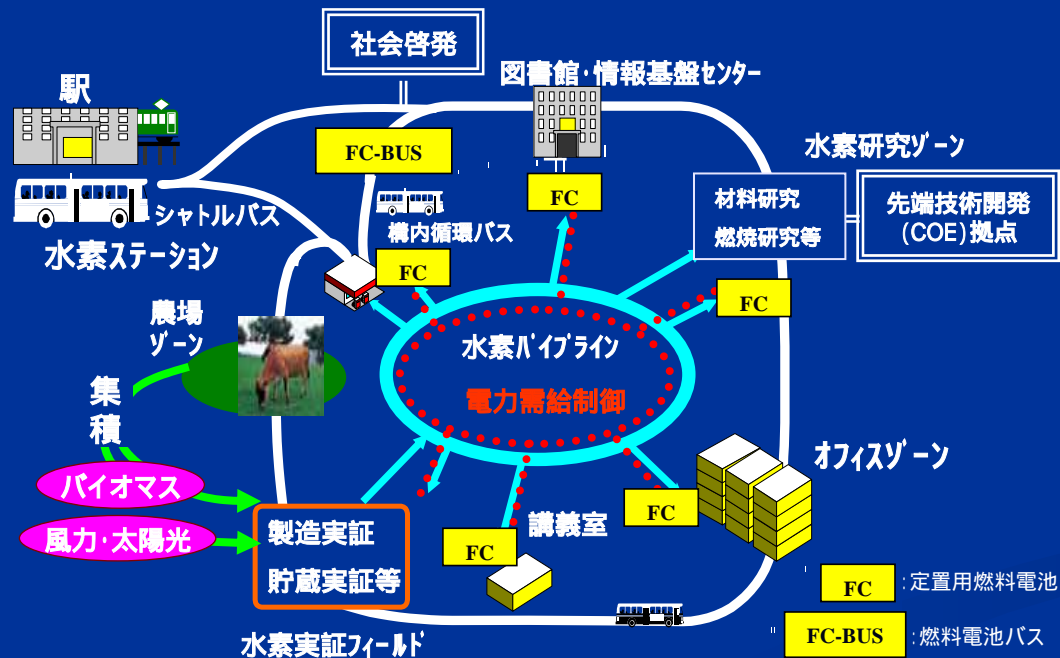 社会啓発
駅
図書館・情報基盤センター
FC-BUS
水素研究ゾーン
FC
材料研究
燃焼研究等
先端技術開発
(COE)拠点
シャトルバス
構内循環バス
水素ステーション
FC
FC
農場
ゾーン
水素パイプライン
電力需給制御
集
積
オフィスゾーン
バイオマス
FC
風力・太陽光
製造実証
貯蔵実証等
講義室
FC
FC
:定置用燃料電池
FC-BUS
:燃料電池バス
水素実証フィールド